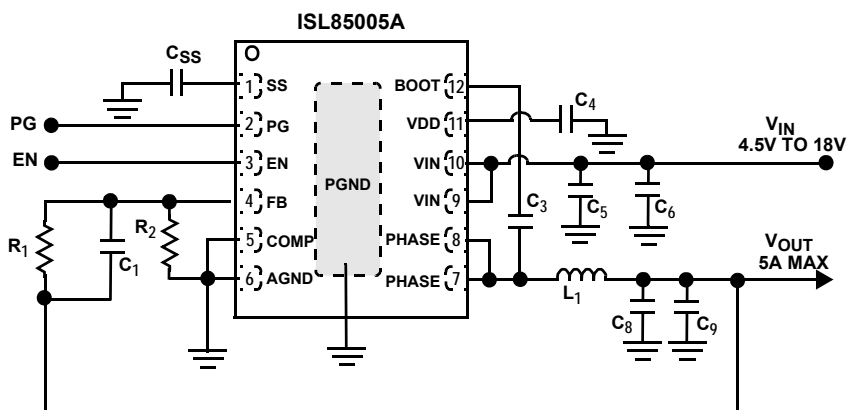 ISL85005A
CSS
1 SS
2 PG
3 EN
4 FB
5 COMP
6 AGND
PGND
BOOT 12
VDD 11
VIN 10
VIN 9
PHASE 8
PHASE 7
PG
EN
R1
C1
R2
C3
C4
C5
C6
VIN
4.5V TO 18V
VOUT
5A MAX
L1
C8
C9